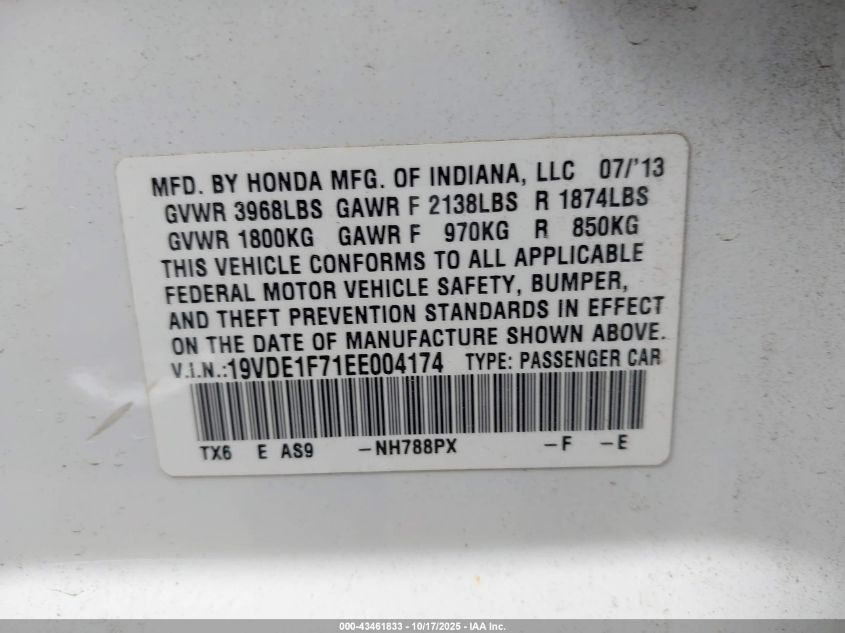 MFD. BY HONDA MFG. OF INDIANA, LLC 07/'13
GVWR 3968LBS GAWR F 2138LBS R 1874LBS
GVWR 1800KG GAWR F 970KG R 850KG
THIS VEHICLE CONFORMS TO ALL APPLICABLE
FEDERAL MOTOR VEHICLE SAFETY, BUMPER,
AND THEFT PREVENTION STANDARDS IN EFFECT
ON THE DATE OF MANUFACTURE SHOWN ABOVE.
V.I.N.:19VDE1F71EE004174 TYPE: PASSENGER CAR
TX6 E AS9 -NH788PX -F -E
000-43461833 - 10/17/2025 - IAA Inc.